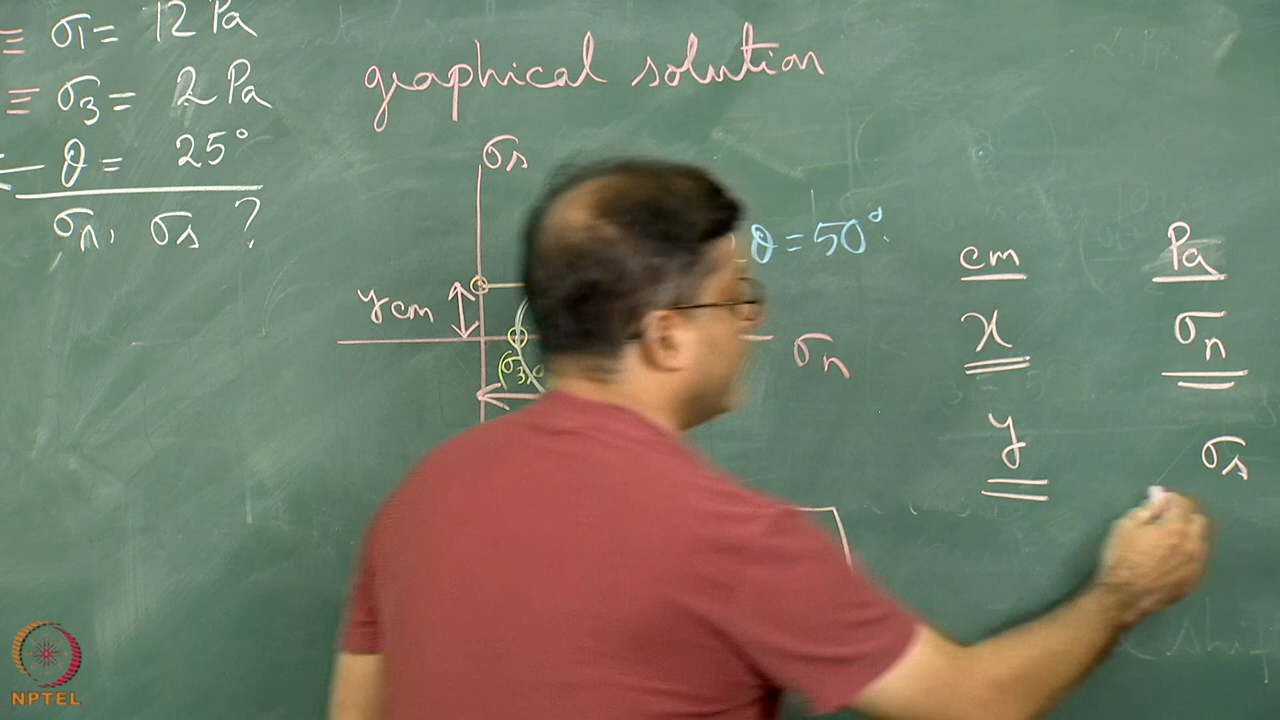 ≡ σ1 = 12 Pa
≡ σ3 = 2 Pa
θ = 25°
σn, σs ?
graphical solution
σs
θ = 50°
y cm
σn
(σ3,0
cm Pa
x σn
y σs
NPTEL